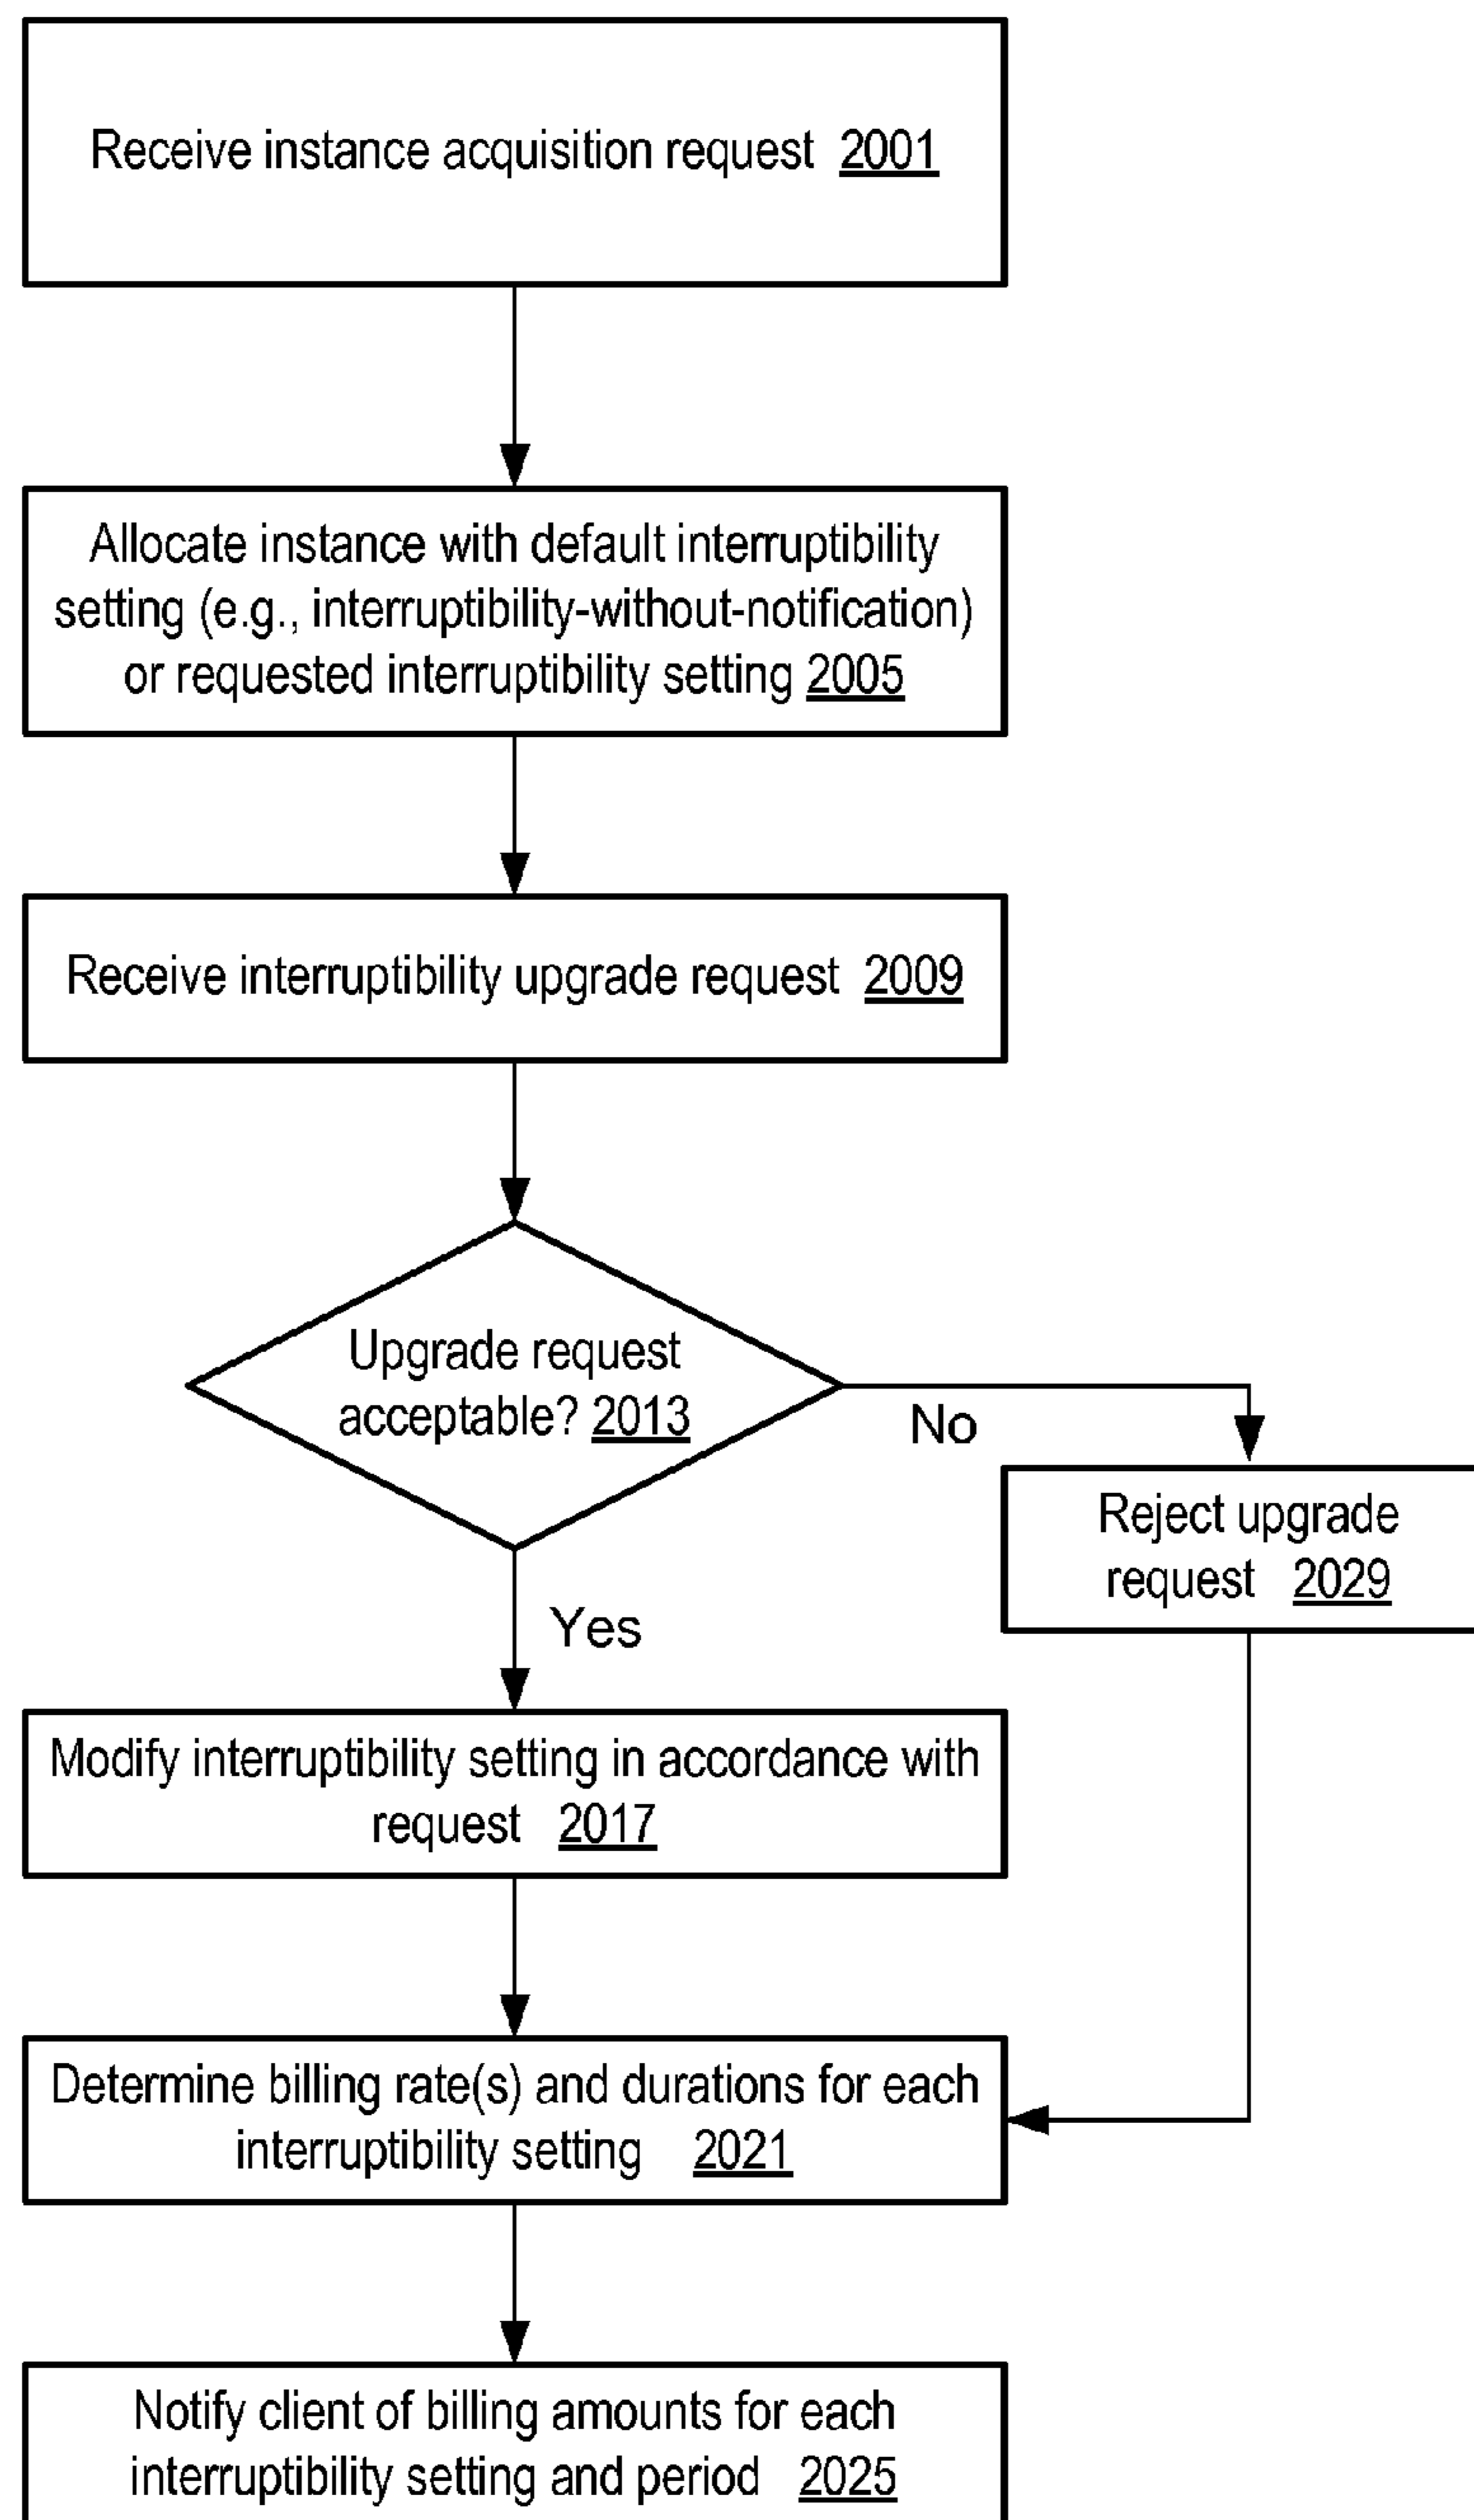 Receive instance acquisition request 2001
Allocate instance with default interruptibility
setting (e.g., interruptibility-without-notification)
or requested interruptibility setting 2005
Receive interruptibility upgrade request 2009
Upgrade request
acceptable? 2013
No
Reject upgrade
request 2029
Yes
Modify interruptibility setting in accordance with
request 2017
Determine billing rate(s) and durations for each
interruptibility setting 2021
Notify client of billing amounts for each
interruptibility setting and period 2025